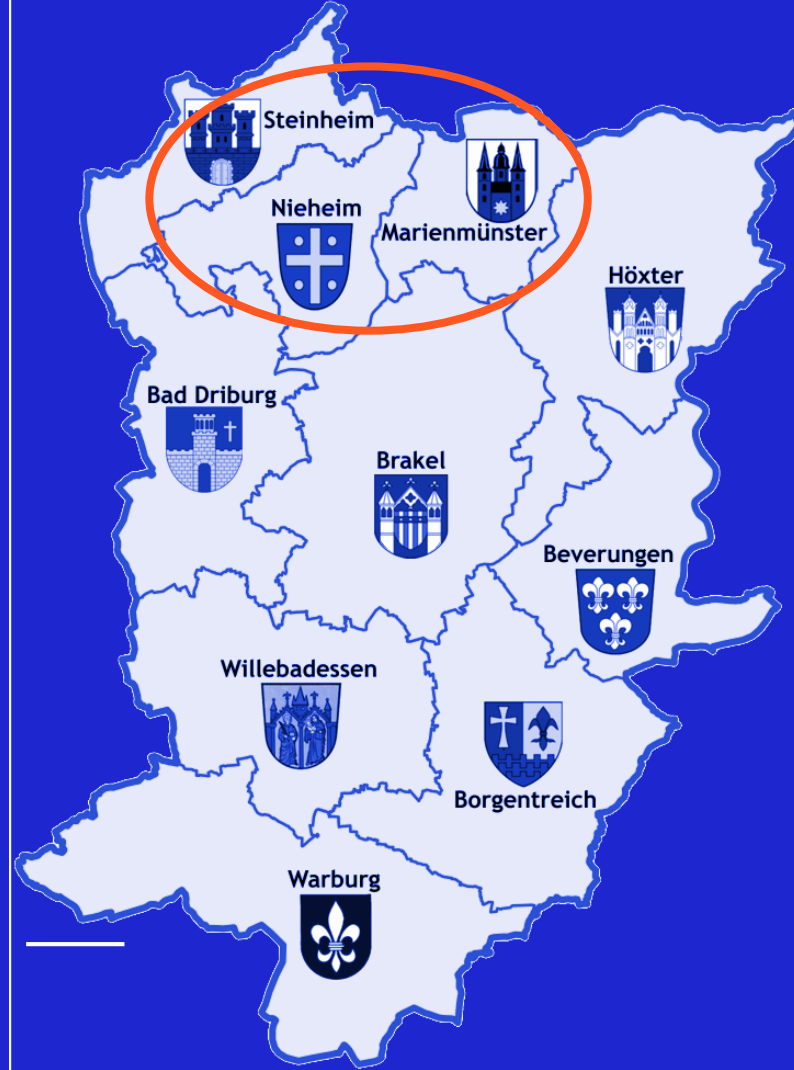 Steinheim
Nieheim
Marienmünster
Höxter
Bad Driburg
Brakel
Beverungen
Willebadessen
Borgentreich
Warburg